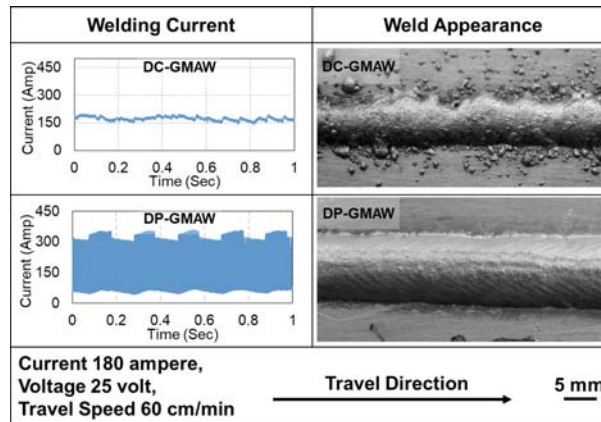 Welding Current
Weld Appearance
DC-GMAW
Current (Amp)
450
300
150
0
0 0.2 0.4 0.6 0.8 1
Time (Sec)
DC-GMAW
DP-GMAW
Current (Amp)
450
300
150
0
0 0.2 0.4 0.6 0.8 1
Time (Sec)
DP-GMAW
Current 180 ampere,
Voltage 25 volt,
Travel Speed 60 cm/min
Travel Direction
5 mm